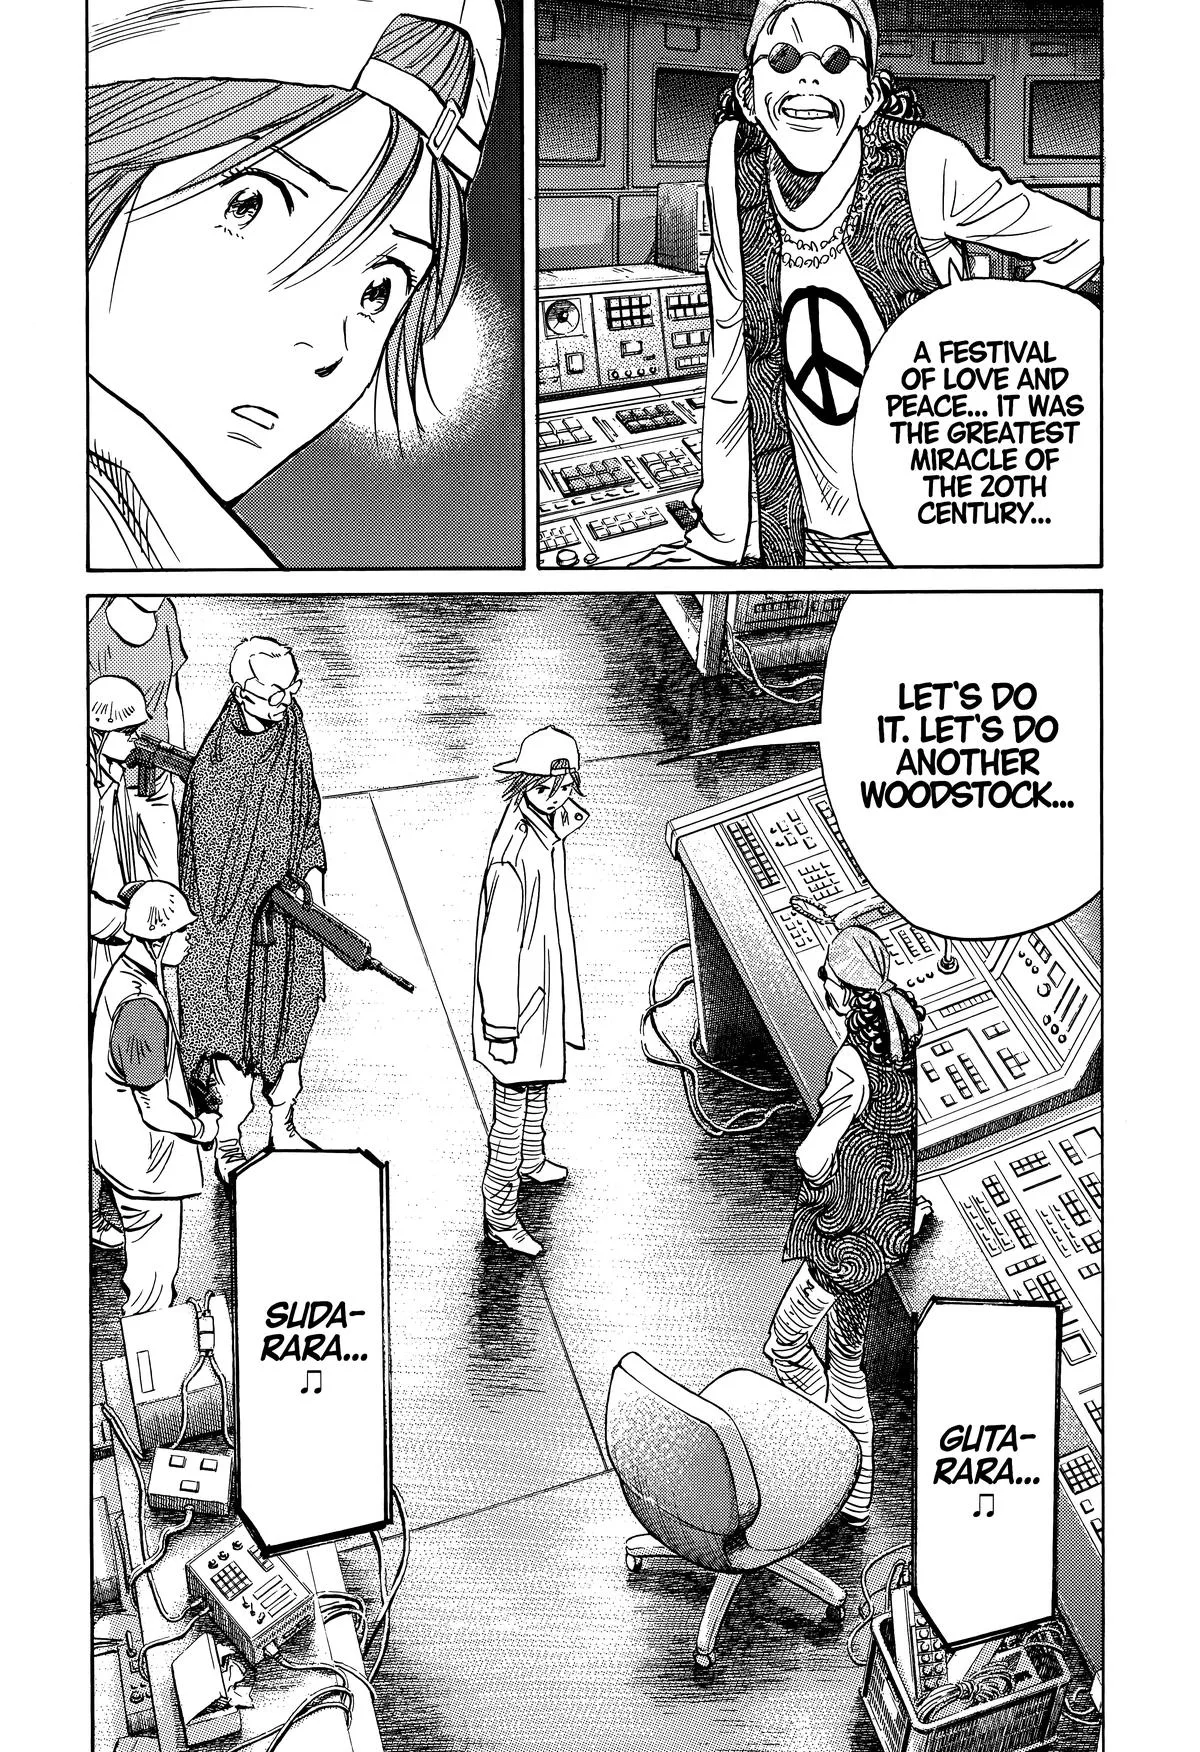 A FESTIVAL
OF LOVE AND
PEACE... IT WAS
THE GREATEST
MIRACLE OF
THE 20TH
CENTURY...
LET'S DO
IT. LET'S DO
ANOTHER
WOODSTOCK...
GUTA-
RARA...
♫
SUDA-
RARA...
♫